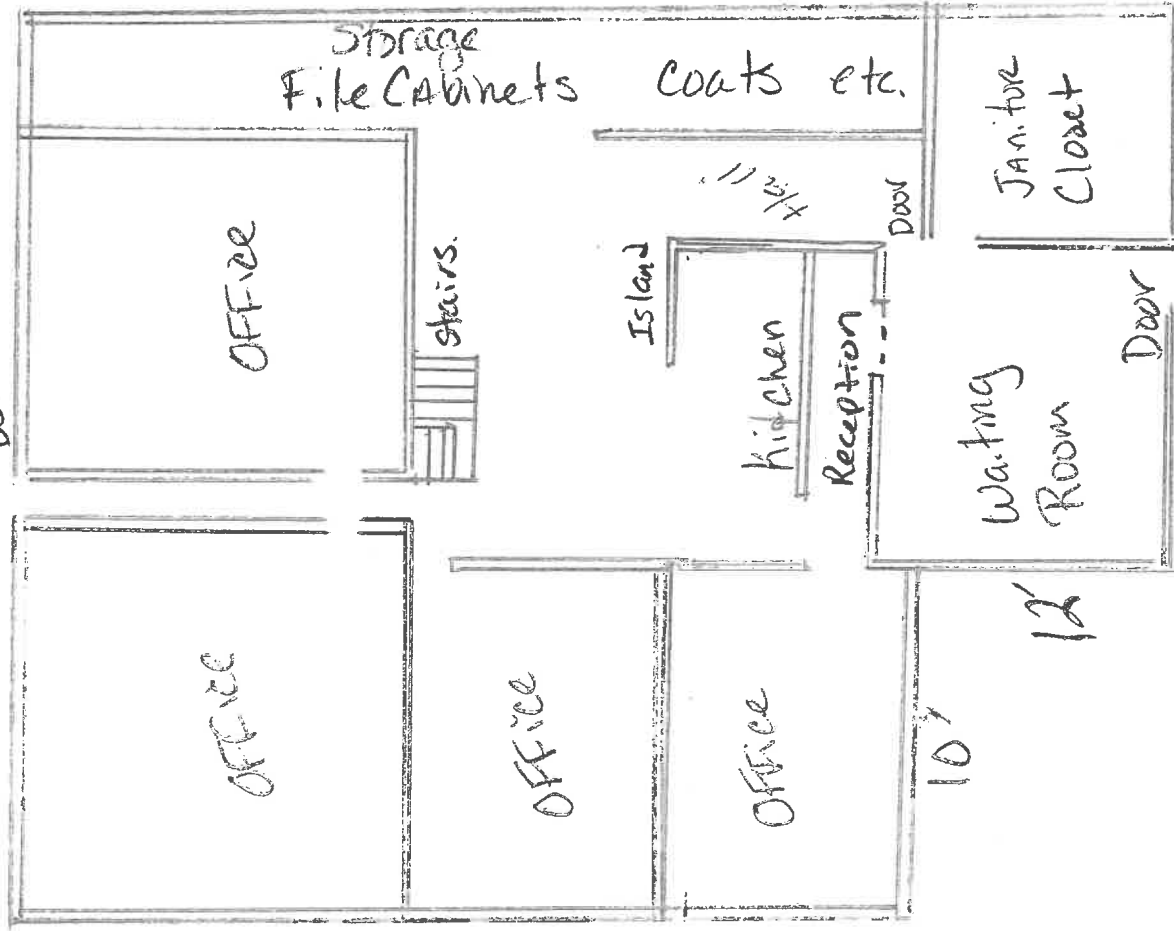 Storage
File CAbinets coats etc.
JAnitor
Closet
OFFice
Stairs.
Island
Door
Kitchen
Reception
Waiting
Room
Door
OFFice
OFFice
OFFice
10'
12'